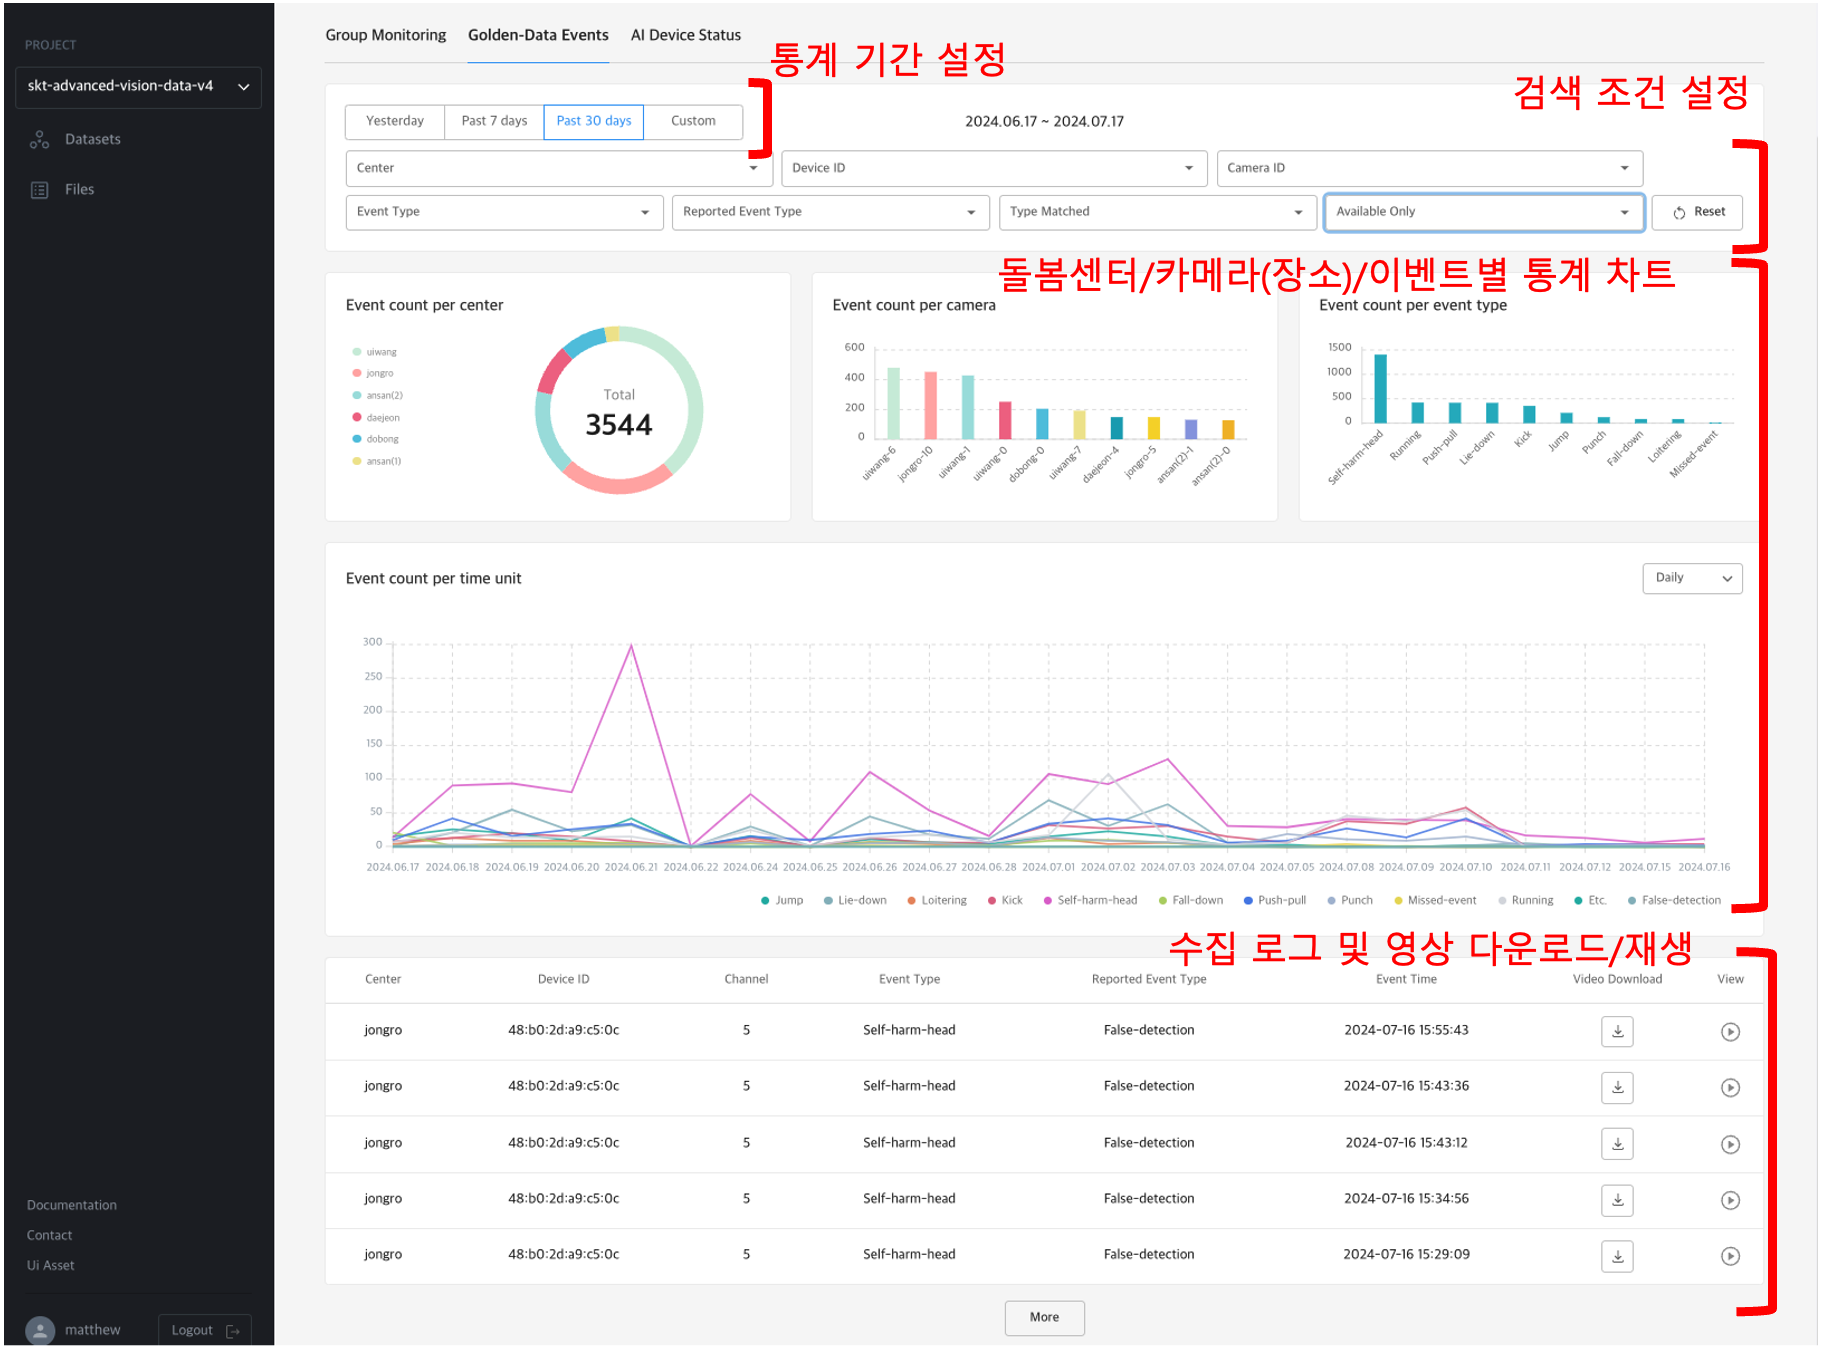 PROJECT
skt-advanced-vision-data-v4
Datasets
Files
Documentation
Contact
Ui Asset
matthew
Logout
Group Monitoring Golden-Data Events AI Device Status
통계 기간 설정
검색 조건 설정
Yesterday Past 7 days Past 30 days Custom
2024.06.17 ~ 2024.07.17
Center Device ID Camera ID
Event Type Reported Event Type Type Matched Available Only Reset
돌봄센터/카메라(장소)/이벤트별 통계 차트
Event count per center
uiwang
jongro
ansan(2)
daejeon
dobong
ansan(1)
Total
3544
Event count per camera
600
400
200
0
uiwang-6 jongro-10 uiwang-1 uiwang-0 dobong-0 uiwang-7 daejeon-4 jongro-5 ansan(2)-1 ansan(2)-0
Event count per event type
1500
1000
500
0
Self-harm-head Running Push-pull Lie-down Kick Jump Punch Fall-down Loitering Missed-event
Event count per time unit
Daily
300
250
200
150
100
50
0
2024.06.17 2024.06.18 2024.06.19 2024.06.20 2024.06.21 2024.06.22 2024.06.24 2024.06.25 2024.06.26 2024.06.27 2024.06.28 2024.07.01 2024.07.02 2024.07.03 2024.07.04 2024.07.05 2024.07.08 2024.07.09 2024.07.10 2024.07.11 2024.07.12 2024.07.15 2024.07.16
Jump Lie-down Loitering Kick Self-harm-head Fall-down Push-pull Punch Missed-event Running Etc. False-detection
수집 로그 및 영상 다운로드/재생
Center Device ID Channel Event Type Reported Event Type Event Time Video Download View
jongro 48:b0:2d:a9:c5:0c 5 Self-harm-head False-detection 2024-07-16 15:55:43
jongro 48:b0:2d:a9:c5:0c 5 Self-harm-head False-detection 2024-07-16 15:43:36
jongro 48:b0:2d:a9:c5:0c 5 Self-harm-head False-detection 2024-07-16 15:43:12
jongro 48:b0:2d:a9:c5:0c 5 Self-harm-head False-detection 2024-07-16 15:34:56
jongro 48:b0:2d:a9:c5:0c 5 Self-harm-head False-detection 2024-07-16 15:29:09
More